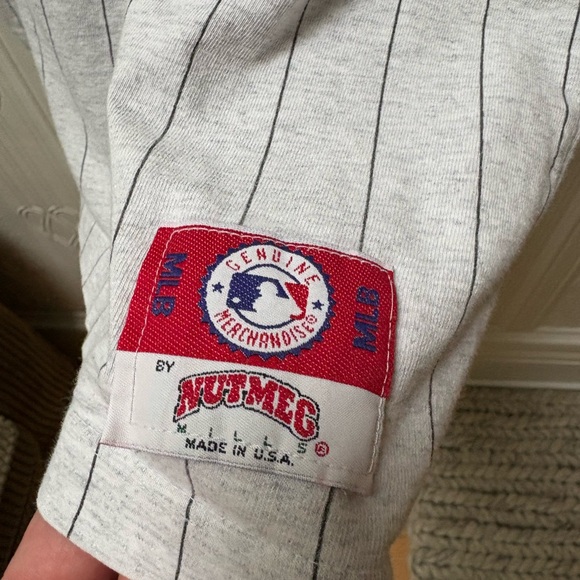 GENUINE
MLB MLB
MERCHANDISE®
BY
NUTMEG
MILLS®
MADE IN U.S.A.